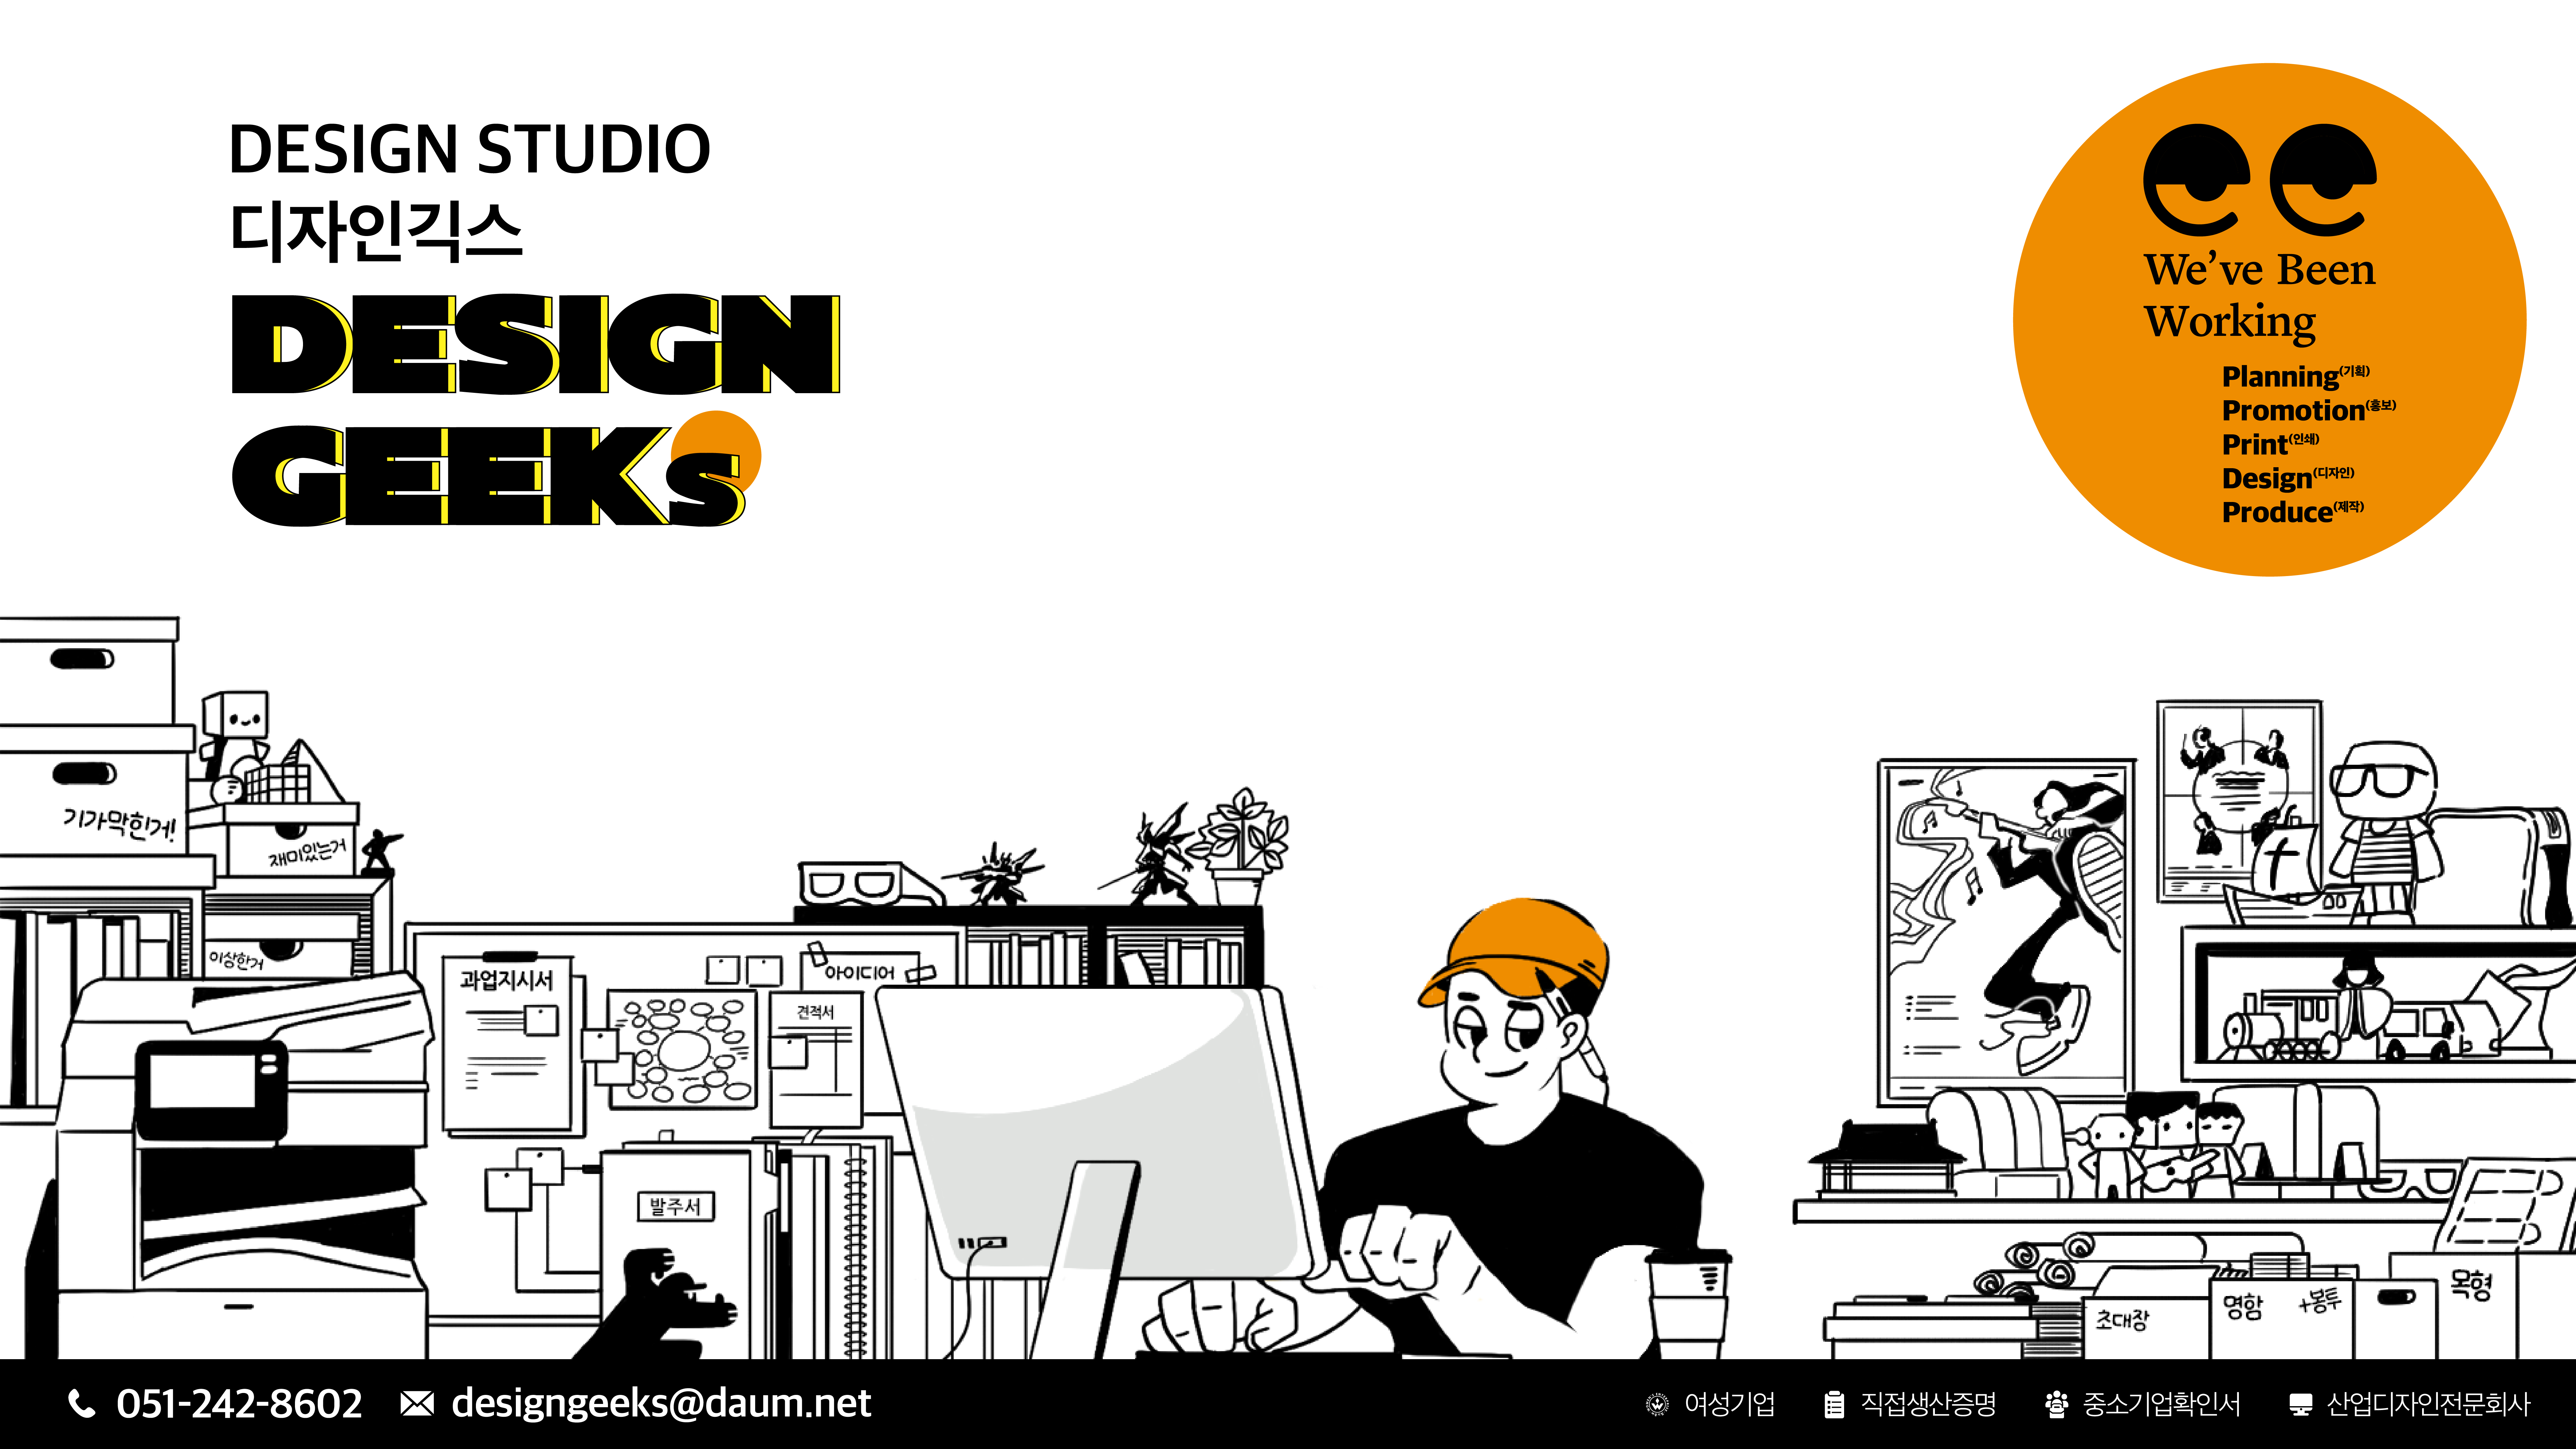 DESIGN STUDIO
디자인긱스
DESIGN
GEEKs
We've Been
Working
Planning(기획)
Promotion(홍보)
Print(인쇄)
Design(디자인)
Produce(제작)
기가막힌거!
재미있는거
이상한거
과업지시서
아이디어
견적서
발주서
초대장
명함
+봉투
목형
051-242-8602
designgeeks@daum.net
여성기업
직접생산증명
중소기업확인서
산업디자인전문회사